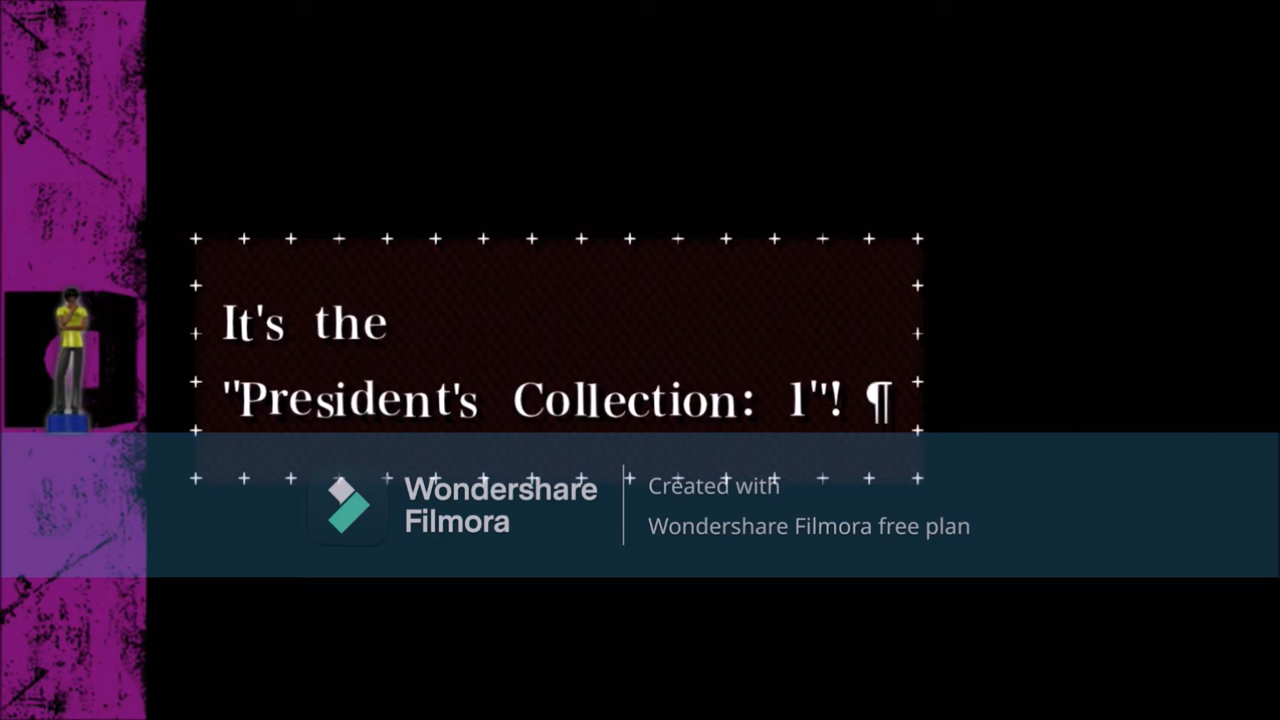 It's the
"President's Collection: 1"! ¶
Wondershare
Filmora
Created with
Wondershare Filmora free plan